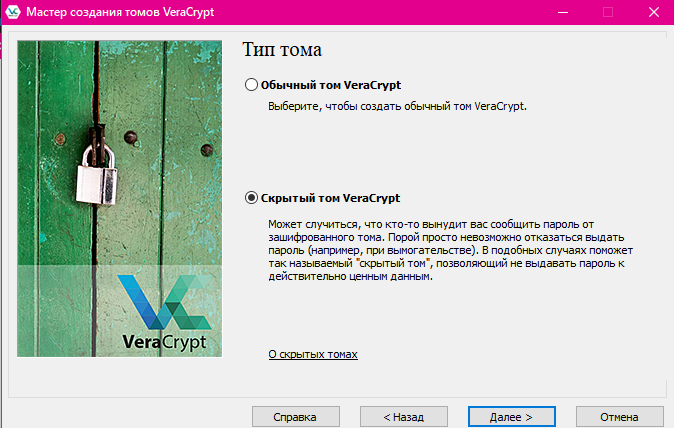 Мастер создания томов VeraCrypt
Тип тома
Обычный том VeraCrypt
Выберите, чтобы создать обычный том VeraCrypt.
Скрытый том VeraCrypt
Может случиться, что кто-то вынудит вас сообщить пароль от
зашифрованного тома. Порой просто невозможно отказаться выдать
пароль (например, при вымогательстве). В подобных случаях поможет
так называемый "скрытый том", позволяющий не выдавать пароль к
действительно ценным данным.
VeraCrypt
О скрытых томах
Справка
< Назад
Далее >
Отмена